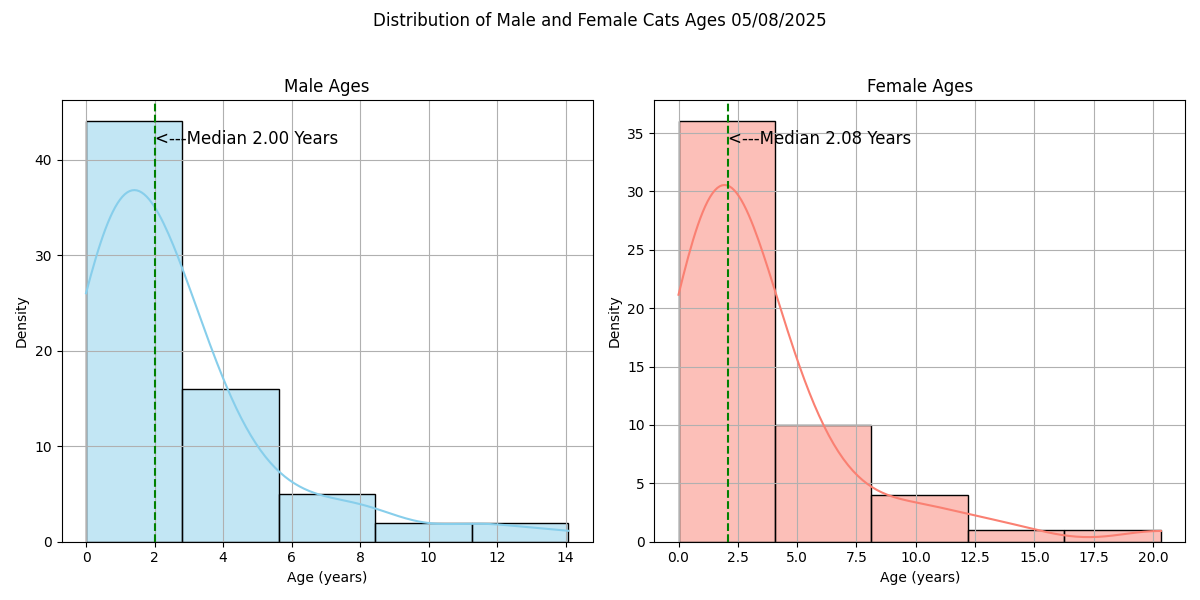 Distribution of Male and Female Cats Ages 05/08/2025
Male Ages
<---Median 2.00 Years
40
30
20
10
0
Density
0 2 4 6 8 10 12 14
Age (years)
Female Ages
<---Median 2.08 Years
35
30
25
20
15
10
5
0
Density
0.0 2.5 5.0 7.5 10.0 12.5 15.0 17.5 20.0
Age (years)